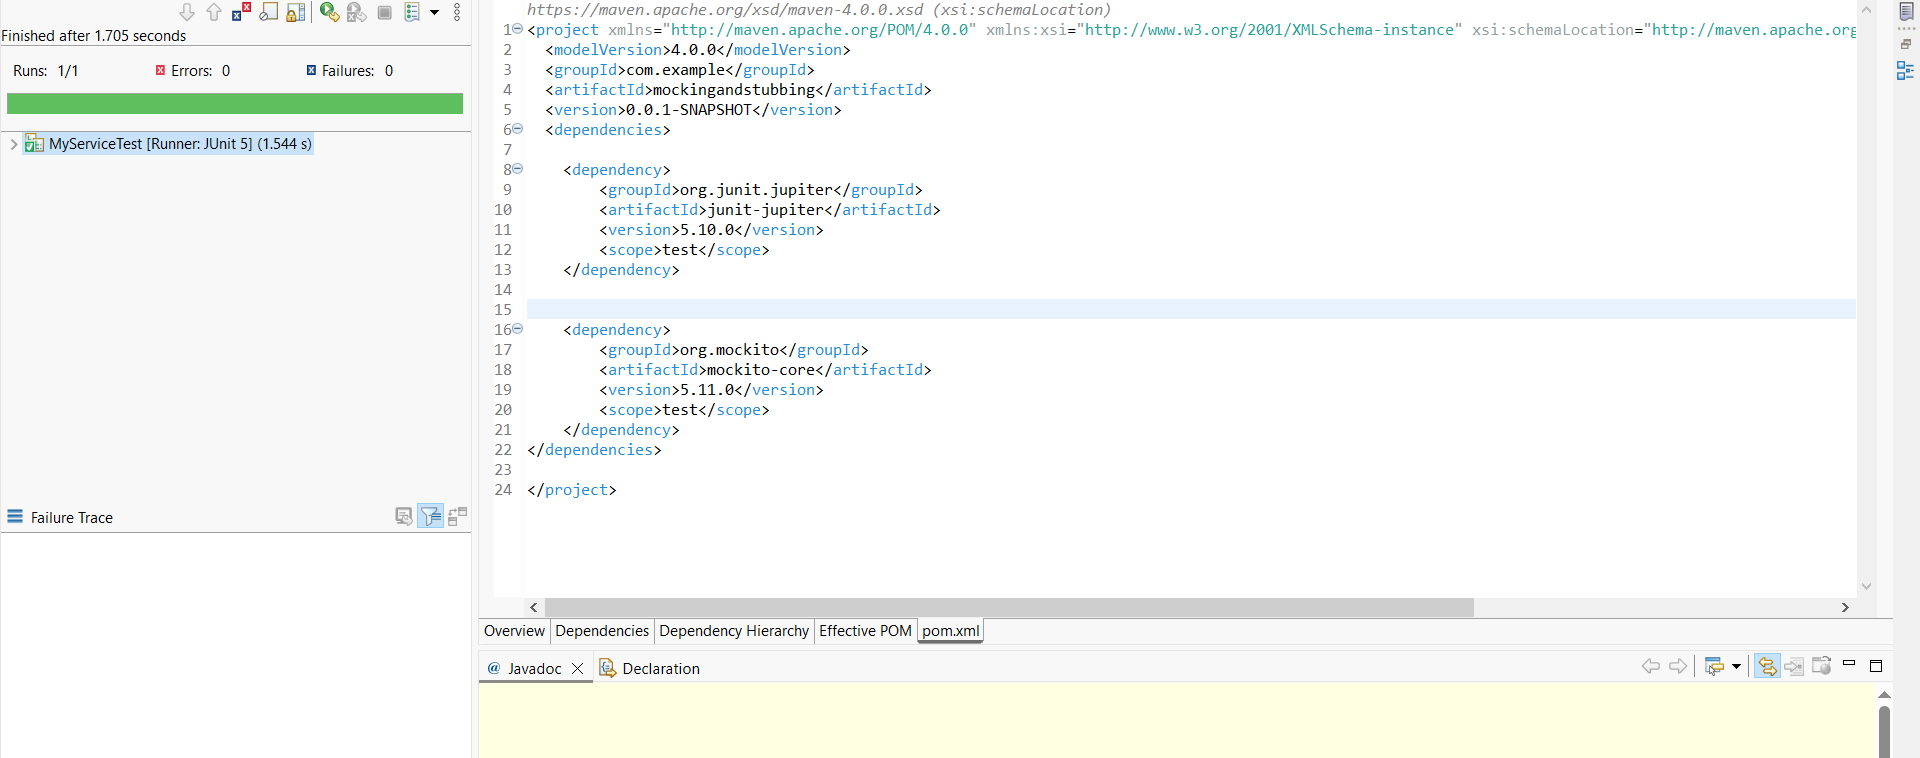 Finished after 1.705 seconds
Runs: 1/1 Errors: 0 Failures: 0
MyServiceTest [Runner: JUnit 5] (1.544 s)
Failure Trace
https://maven.apache.org/xsd/maven-4.0.0.xsd (xsi:schemaLocation)
1 <project xmlns="http://maven.apache.org/POM/4.0.0" xmlns:xsi="http://www.w3.org/2001/XMLSchema-instance" xsi:schemaLocation="http://maven.apache.org
2 <modelVersion>4.0.0</modelVersion>
3 <groupId>com.example</groupId>
4 <artifactId>mockingandstubbing</artifactId>
5 <version>0.0.1-SNAPSHOT</version>
6 <dependencies>
7
8 <dependency>
9 <groupId>org.junit.jupiter</groupId>
10 <artifactId>junit-jupiter</artifactId>
11 <version>5.10.0</version>
12 <scope>test</scope>
13 </dependency>
14
15
16 <dependency>
17 <groupId>org.mockito</groupId>
18 <artifactId>mockito-core</artifactId>
19 <version>5.11.0</version>
20 <scope>test</scope>
21 </dependency>
22 </dependencies>
23
24 </project>
Overview Dependencies Dependency Hierarchy Effective POM pom.xml
@ Javadoc Declaration